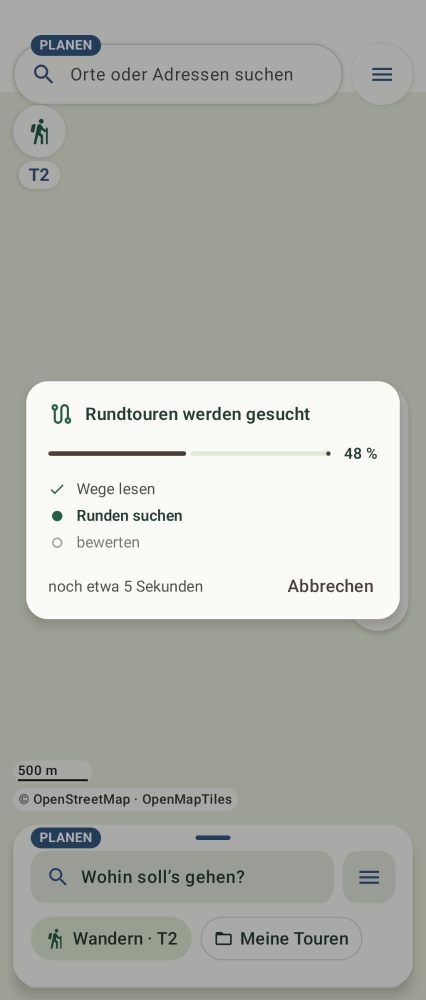 PLANEN
Orte oder Adressen suchen
T2
Rundtouren werden gesucht
48 %
Wege lesen
Runden suchen
bewerten
noch etwa 5 Sekunden
Abbrechen
500 m
© OpenStreetMap · OpenMapTiles
PLANEN
Wohin soll’s gehen?
Wandern · T2
Meine Touren